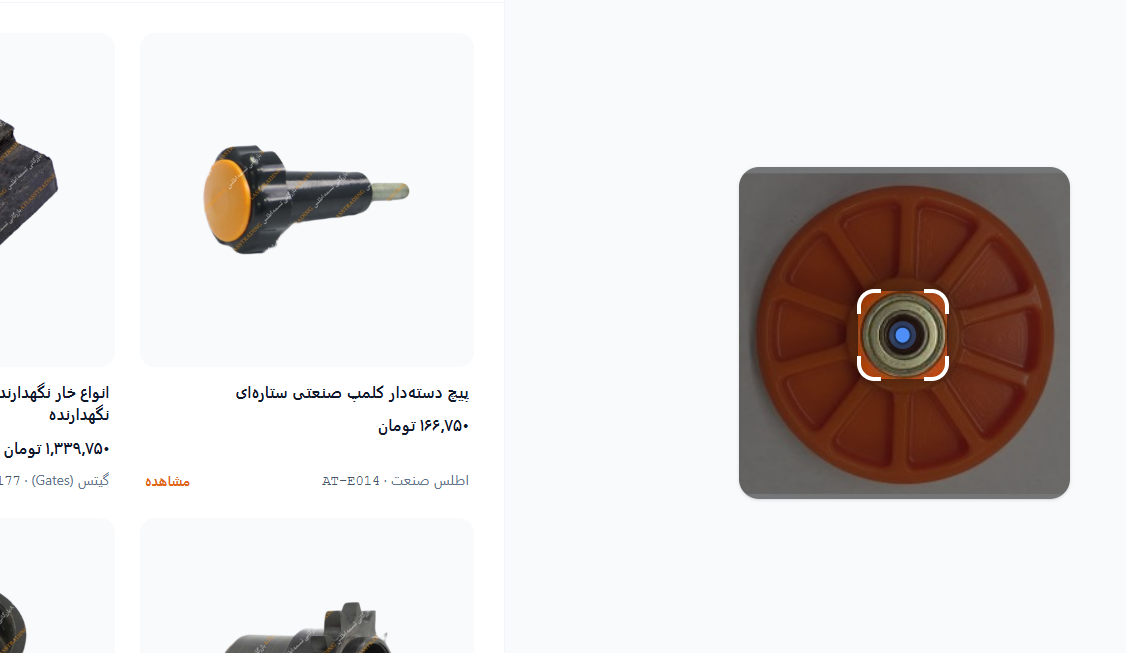 پیچ دسته‌دار کلمپ صنعتی ستاره‌ای
۱۶۶,۷۵۰ تومان
اطلس صنعت · AT-E014
مشاهده
انواع خار نگهدارنده
نگهدارنده
۱,۳۳۹,۷۵۰ تومان
گیتس (Gates) · 177